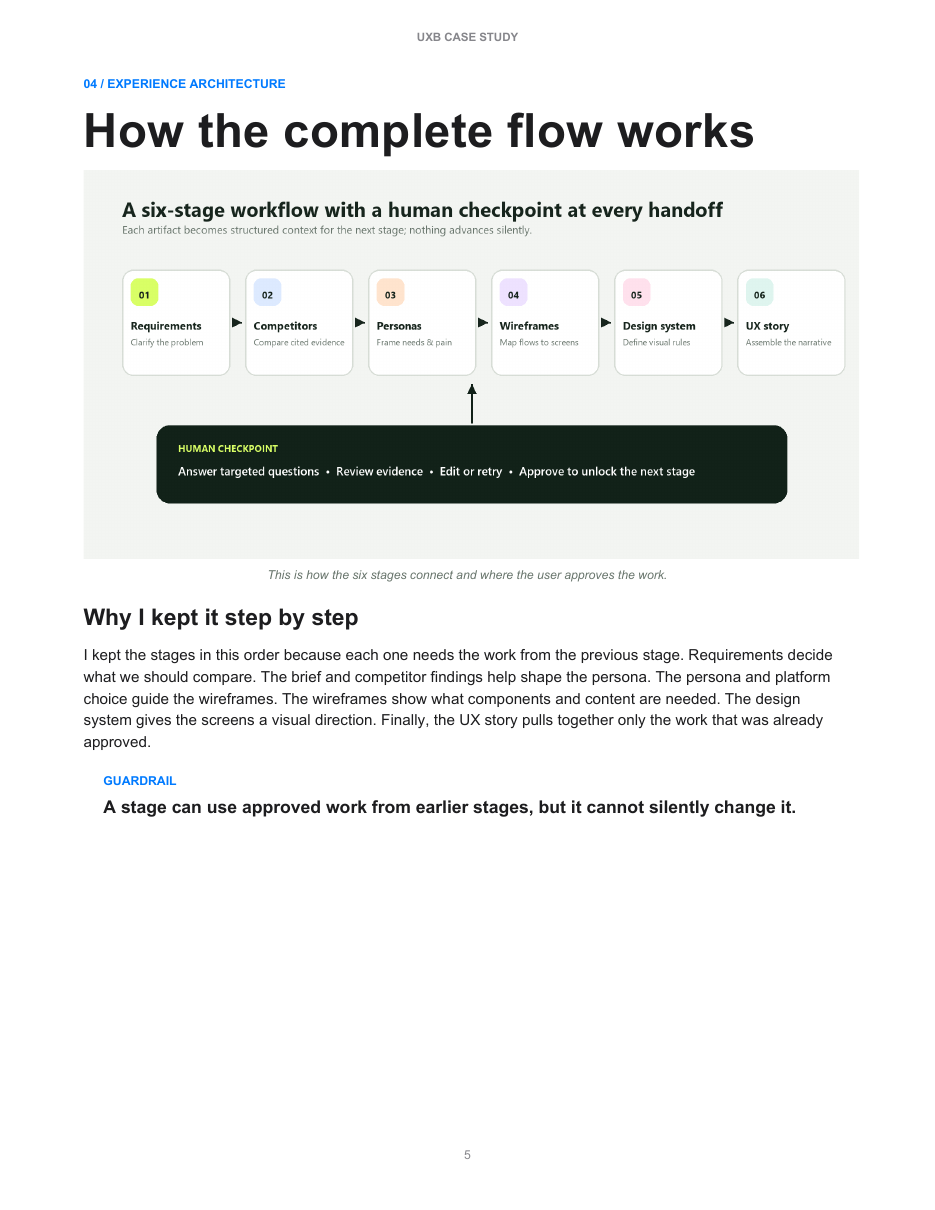 UXB CASE STUDY
04 / EXPERIENCE ARCHITECTURE
How the complete flow works
A six-stage workflow with a human checkpoint at every handoff
Each artifact becomes structured context for the next stage; nothing advances silently.
01
Requirements
Clarify the problem
02
Competitors
Compare cited evidence
03
Personas
Frame needs & pain
04
Wireframes
Map flows to screens
05
Design system
Define visual rules
06
UX story
Assemble the narrative
HUMAN CHECKPOINT
Answer targeted questions • Review evidence • Edit or retry • Approve to unlock the next stage
This is how the six stages connect and where the user approves the work.
Why I kept it step by step
I kept the stages in this order because each one needs the work from the previous stage. Requirements decide
what we should compare. The brief and competitor findings help shape the persona. The persona and platform
choice guide the wireframes. The wireframes show what components and content are needed. The design
system gives the screens a visual direction. Finally, the UX story pulls together only the work that was already
approved.
GUARDRAIL
A stage can use approved work from earlier stages, but it cannot silently change it.
5